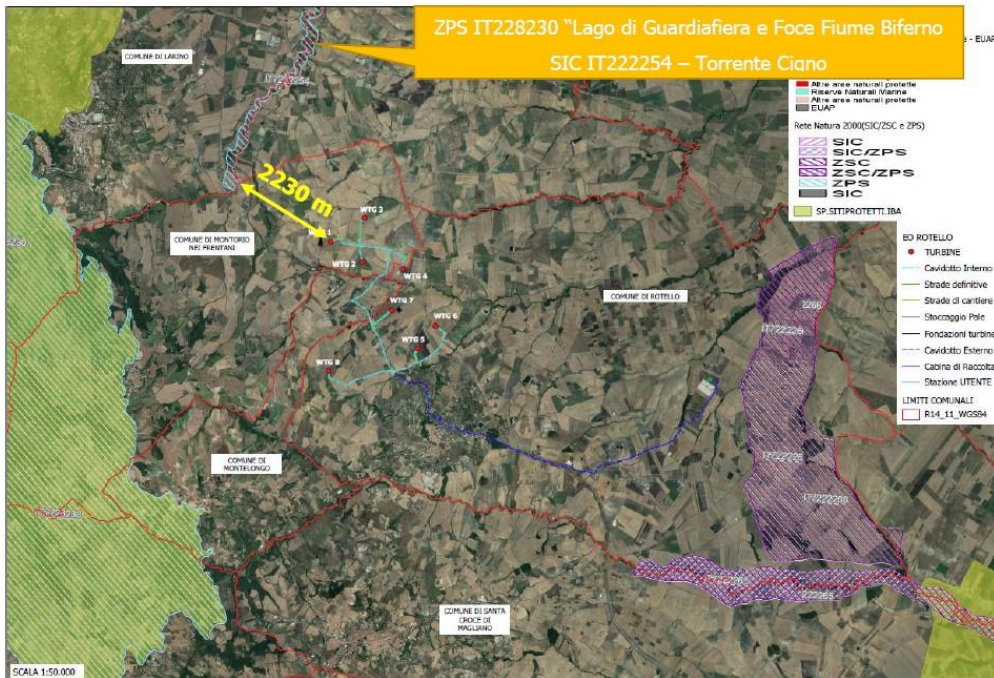 ZPS IT228230 “Lago di Guardiafiera e Foce Fiume Biferno
SIC IT222254 – Torrente Cigno
e - EUAP
Altre aree naturali protette
Riserve Naturali Marine
Altre aree naturali protette
EUAP
Rete Natura 2000(SIC/ZSC e ZPS)
SIC
SIC/ZPS
ZSC
ZSC/ZPS
ZPS
SIC
SP.SITIPROTETTI.IBA
EO ROTELLO
TURBINE
Cavidotto Interno
Strade definitive
Strade di cantiere
Stoccaggio Pale
Fondazioni turbine
Cavidotto Esterno
Cabina di Raccolta
Stazione UTENTE
LIMITI COMUNALI
R14_11_WGS84
COMUNE DI LARINO
IT7222254
2230 m
COMUNE DI MONTORIO
NEI FRENTANI
WTG 3
WTG 2
WTG 4
WTG 7
WTG 6
WTG 5
WTG 8
COMUNE DI ROTELLO
COMUNE DI
MONTELONGO
COMUNE DI SANTA
CROCE DI
MAGLIANO
SCALA 1:50.000